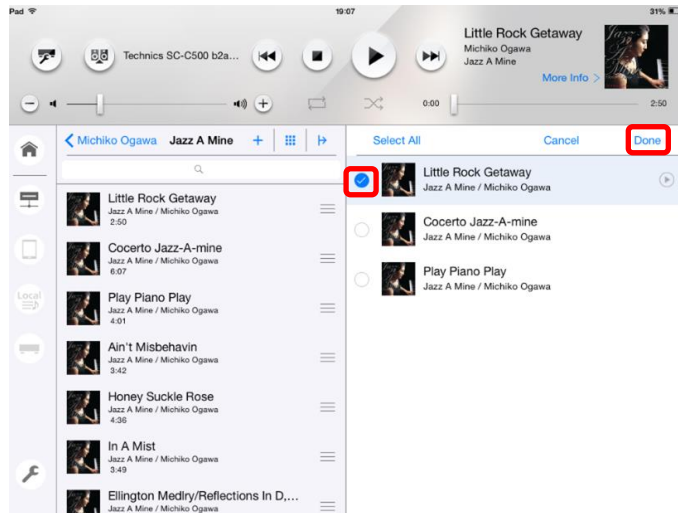 Pad 19:07 31%
Technics SC-C500 b2a...
Little Rock Getaway
Michiko Ogawa
Jazz A Mine
More Info >
0:00 2:50
Michiko Ogawa Jazz A Mine +
Select All Cancel Done
Local
Little Rock Getaway
Jazz A Mine / Michiko Ogawa
2:50
Cocerto Jazz-A-mine
Jazz A Mine / Michiko Ogawa
6:07
Play Piano Play
Jazz A Mine / Michiko Ogawa
4:01
Ain't Misbehavin
Jazz A Mine / Michiko Ogawa
3:42
Honey Suckle Rose
Jazz A Mine / Michiko Ogawa
4:36
In A Mist
Jazz A Mine / Michiko Ogawa
3:49
Ellington Medlry/Reflections In D,...
Jazz A Mine / Michiko Ogawa
Little Rock Getaway
Jazz A Mine / Michiko Ogawa
Cocerto Jazz-A-mine
Jazz A Mine / Michiko Ogawa
Play Piano Play
Jazz A Mine / Michiko Ogawa